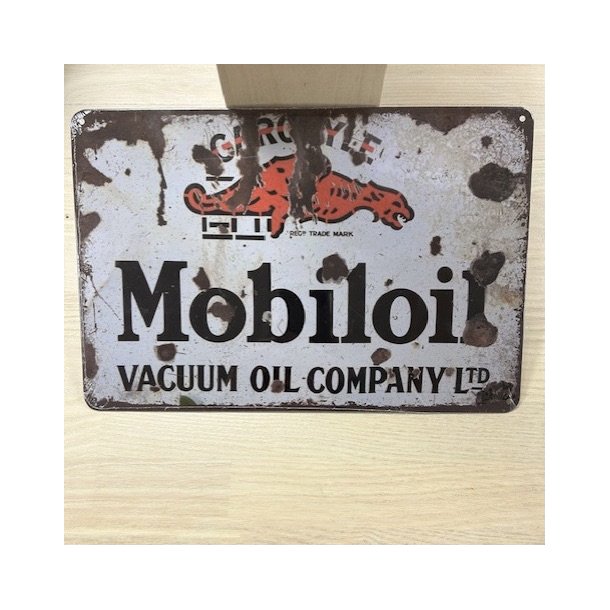 GARGOYLE
REGD TRADE MARK
Mobiloil
VACUUM OIL COMPANY LTD